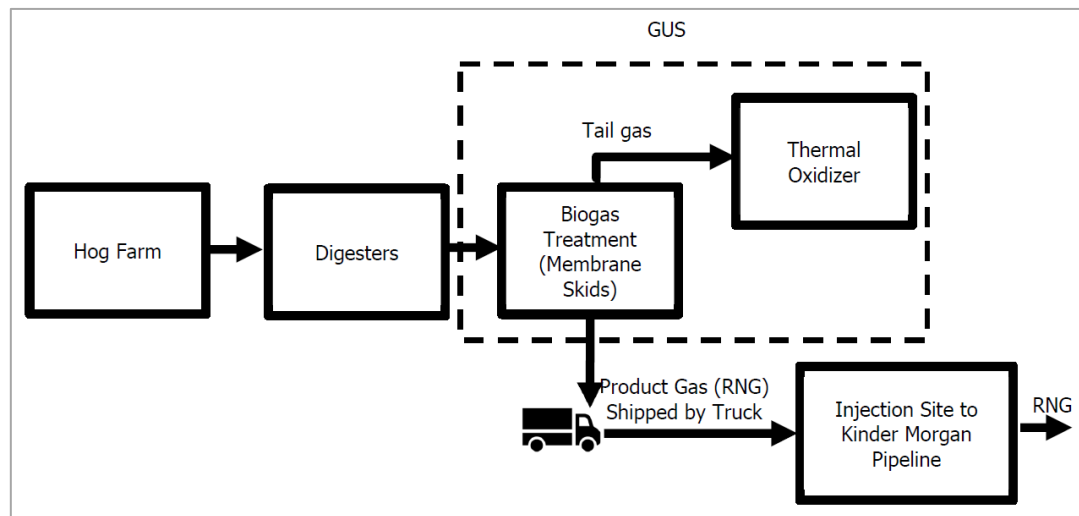 GUS
Tail gas
Thermal
Oxidizer
Hog Farm
Digesters
Biogas
Treatment
(Membrane
Skids)
Product Gas (RNG)
Shipped by Truck
Injection Site to
Kinder Morgan
Pipeline
RNG